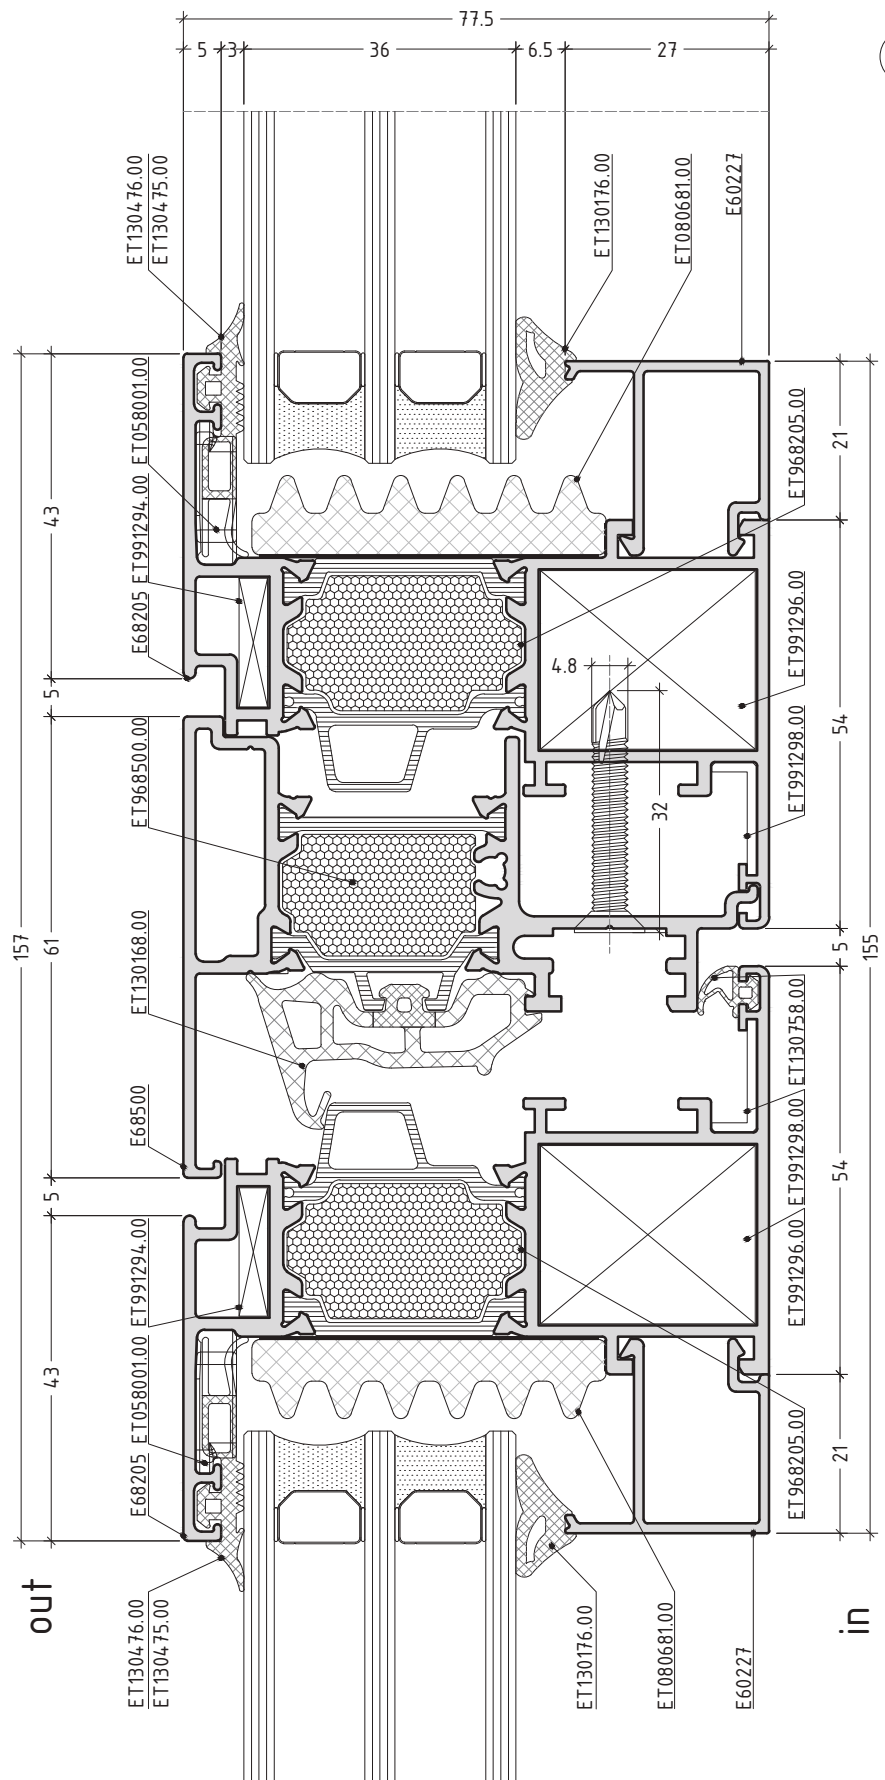 77.5
5
3
36
6.5
27
ET130476.00
ET130475.00
ET130176.00
ET080681.00
E60227
ET058001.00
ET991294.00
E68205
ET968205.00
43
21
ET991296.00
4.8
5
ET968500.00
ET991298.00
54
32
157
61
ET130168.00
5
155
ET130758.00
E68500
ET991298.00
54
5
ET991294.00
ET991296.00
ET058001.00
43
E68205
ET968205.00
21
out
in
ET130476.00
ET130475.00
ET130176.00
ET080681.00
E60227